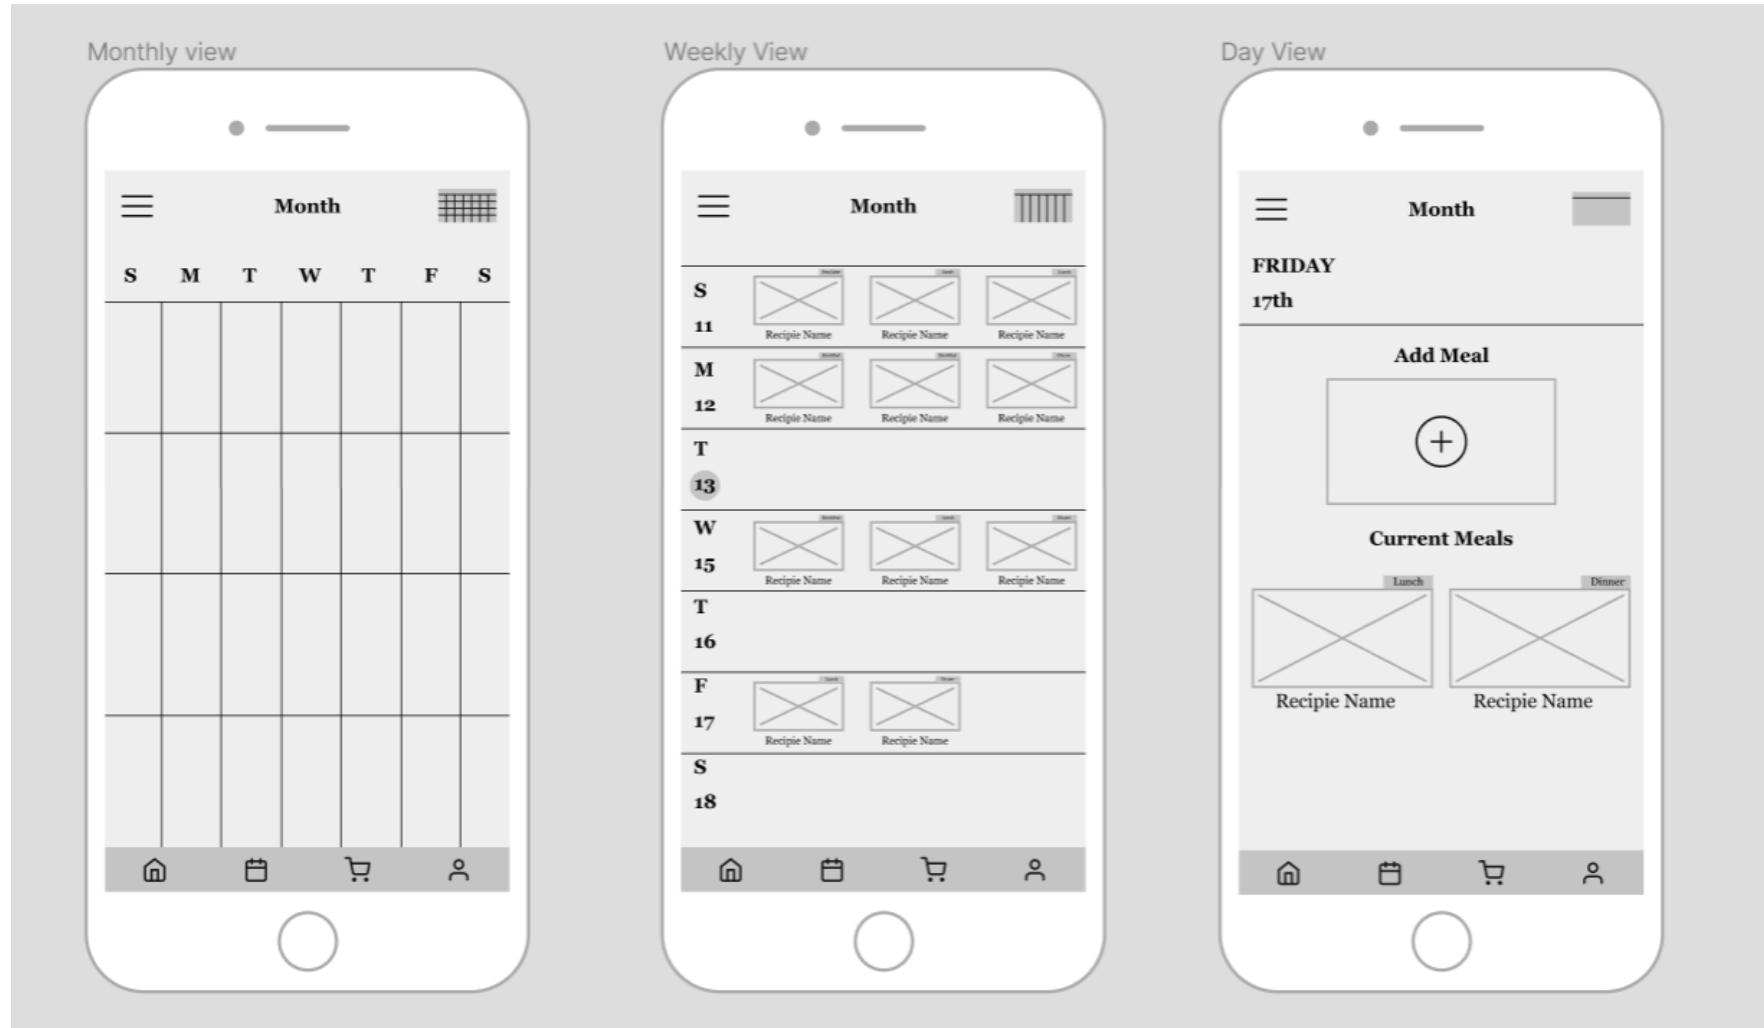 Monthly view
Month
S M T W T F S
Weekly View
Month
S
11
Recipie Name Recipie Name Recipie Name
M
12
Recipie Name Recipie Name Recipie Name
T
13
W
15
Recipie Name Recipie Name Recipie Name
T
16
F
17
Recipie Name Recipie Name
S
18
Day View
Month
FRIDAY
17th
Add Meal
Current Meals
Lunch Dinner
Recipie Name Recipie Name